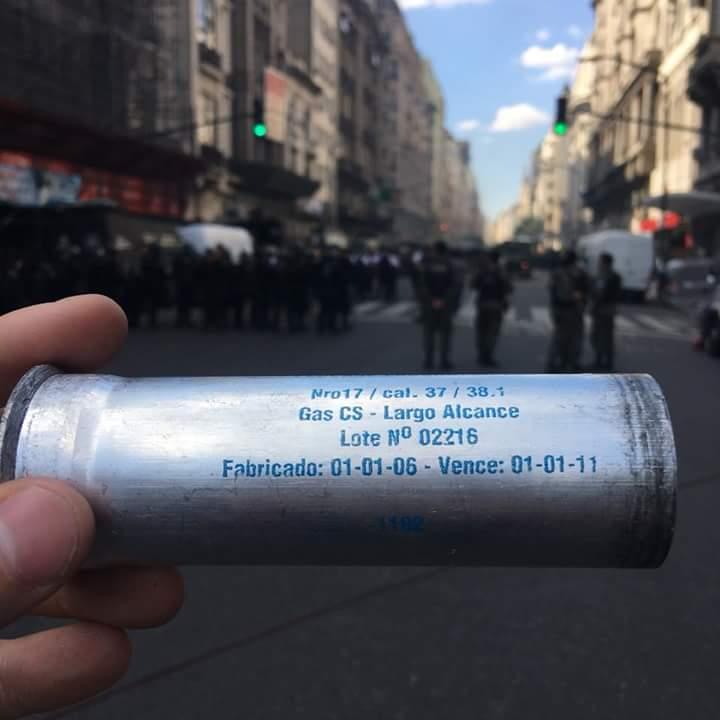 Nro17 / cal. 37 / 38.1
Gas CS - Largo Alcance
Lote Nº 02216
Fabricado: 01-01-06 - Vence: 01-01-11
1192